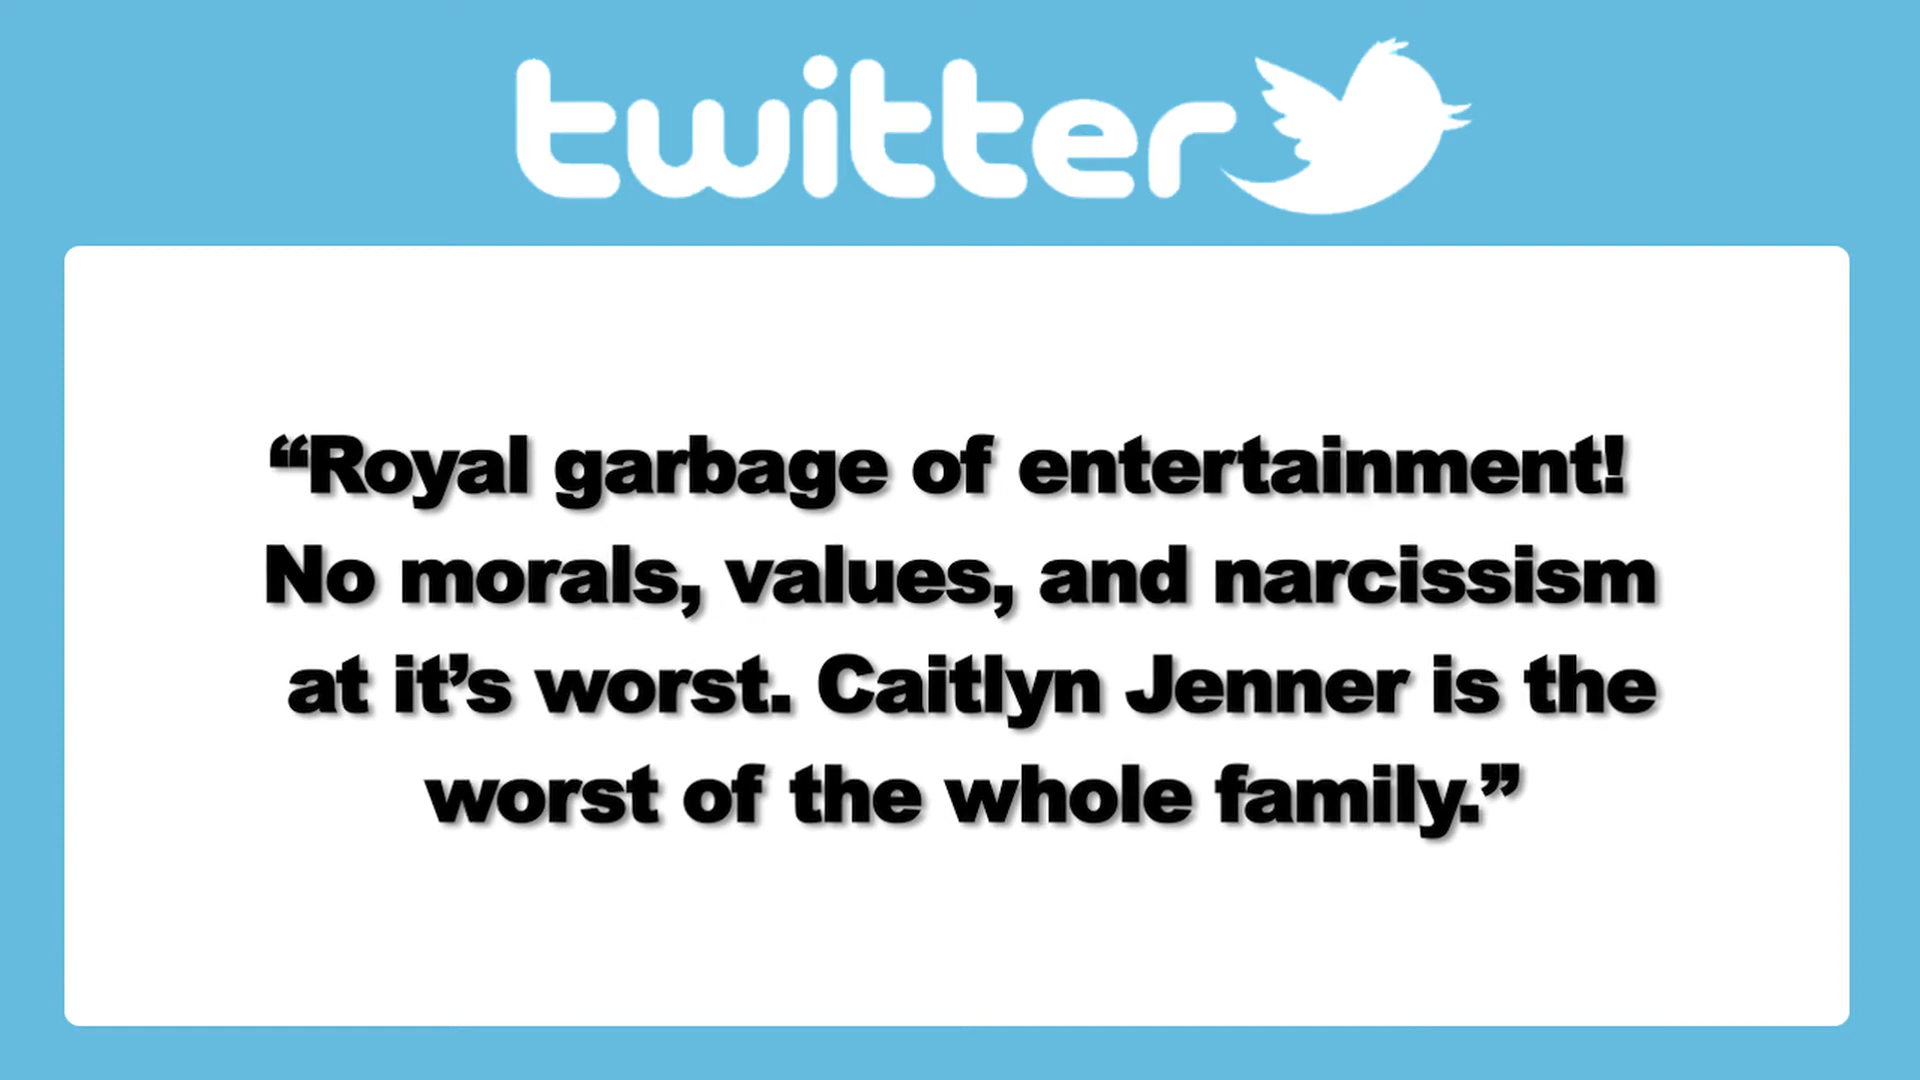 twitter
“Royal garbage of entertainment!
No morals, values, and narcissism
at it’s worst. Caitlyn Jenner is the
worst of the whole family.”